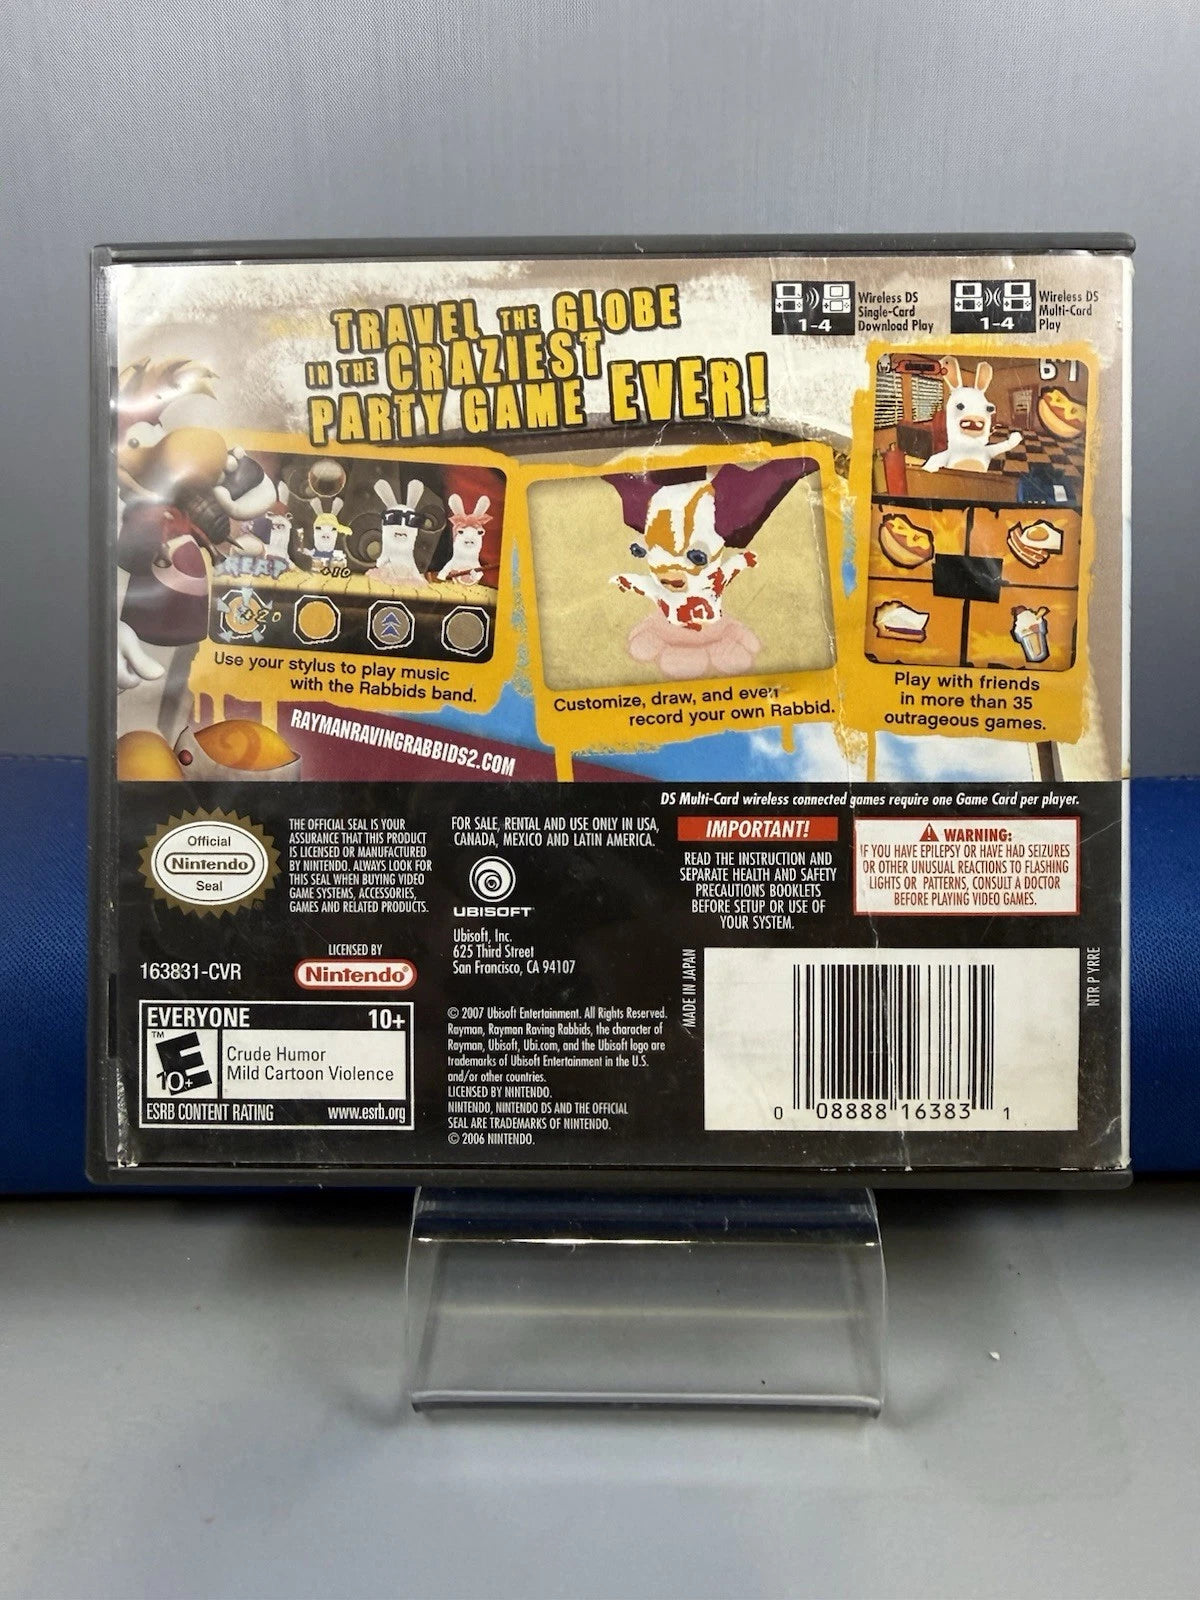 TRAVEL THE GLOBE
IN THE CRAZIEST
PARTY GAME EVER!
1-4
Wireless DS
Single-Card
Download Play
1-4
Wireless DS
Multi-Card
Play
+10
+20
Use your stylus to play music
with the Rabbids band.
Customize, draw, and even
record your own Rabbid.
Play with friends
in more than 35
outrageous games.
RAYMANRAVINGRABBIDS2.COM
DS Multi-Card wireless connected games require one Game Card per player.
Official
Nintendo
Seal
THE OFFICIAL SEAL IS YOUR
ASSURANCE THAT THIS PRODUCT
IS LICENSED OR MANUFACTURED
BY NINTENDO. ALWAYS LOOK FOR
THIS SEAL WHEN BUYING VIDEO
GAME SYSTEMS, ACCESSORIES,
GAMES AND RELATED PRODUCTS.
FOR SALE, RENTAL AND USE ONLY IN USA,
CANADA, MEXICO AND LATIN AMERICA.
UBISOFT
Ubisoft, Inc.
625 Third Street
San Francisco, CA 94107
IMPORTANT!
READ THE INSTRUCTION AND
SEPARATE HEALTH AND SAFETY
PRECAUTIONS BOOKLETS
BEFORE SETUP OR USE OF
YOUR SYSTEM.
WARNING:
IF YOU HAVE EPILEPSY OR HAVE HAD SEIZURES
OR OTHER UNUSUAL REACTIONS TO FLASHING
LIGHTS OR PATTERNS, CONSULT A DOCTOR
BEFORE PLAYING VIDEO GAMES.
163831-CVR
LICENSED BY
Nintendo®
EVERYONE 10+
TM
E
10+
Crude Humor
Mild Cartoon Violence
ESRB CONTENT RATING www.esrb.org
© 2007 Ubisoft Entertainment. All Rights Reserved.
Rayman, Rayman Raving Rabbids, the character of
Rayman, Ubisoft, Ubi.com, and the Ubisoft logo are
trademarks of Ubisoft Entertainment in the U.S.
and/or other countries.
LICENSED BY NINTENDO.
NINTENDO, NINTENDO DS AND THE OFFICIAL
SEAL ARE TRADEMARKS OF NINTENDO.
© 2006 NINTENDO.
MADE IN JAPAN
NTR P YRRE
0 08888 16383 1